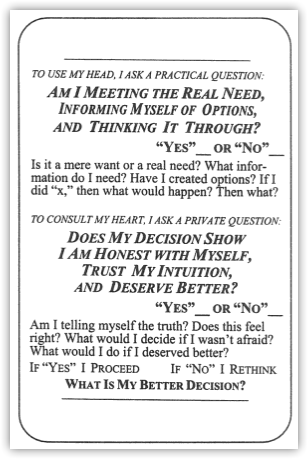 TO USE MY HEAD, I ASK A PRACTICAL QUESTION:
AM I MEETING THE REAL NEED,
INFORMING MYSELF OF OPTIONS,
AND THINKING IT THROUGH?
“YES”__ OR “NO”__
Is it a mere want or a real need? What infor-
mation do I need? Have I created options? If I
did “x,” then what would happen? Then what?
TO CONSULT MY HEART, I ASK A PRIVATE QUESTION:
DOES MY DECISION SHOW
I AM HONEST WITH MYSELF,
TRUST MY INTUITION,
AND DESERVE BETTER?
“YES”__ OR “NO”__
Am I telling myself the truth? Does this feel
right? What would I decide if I wasn’t afraid?
What would I do if I deserved better?
IF “YES” I PROCEED IF “NO” I RETHINK
WHAT IS MY BETTER DECISION?